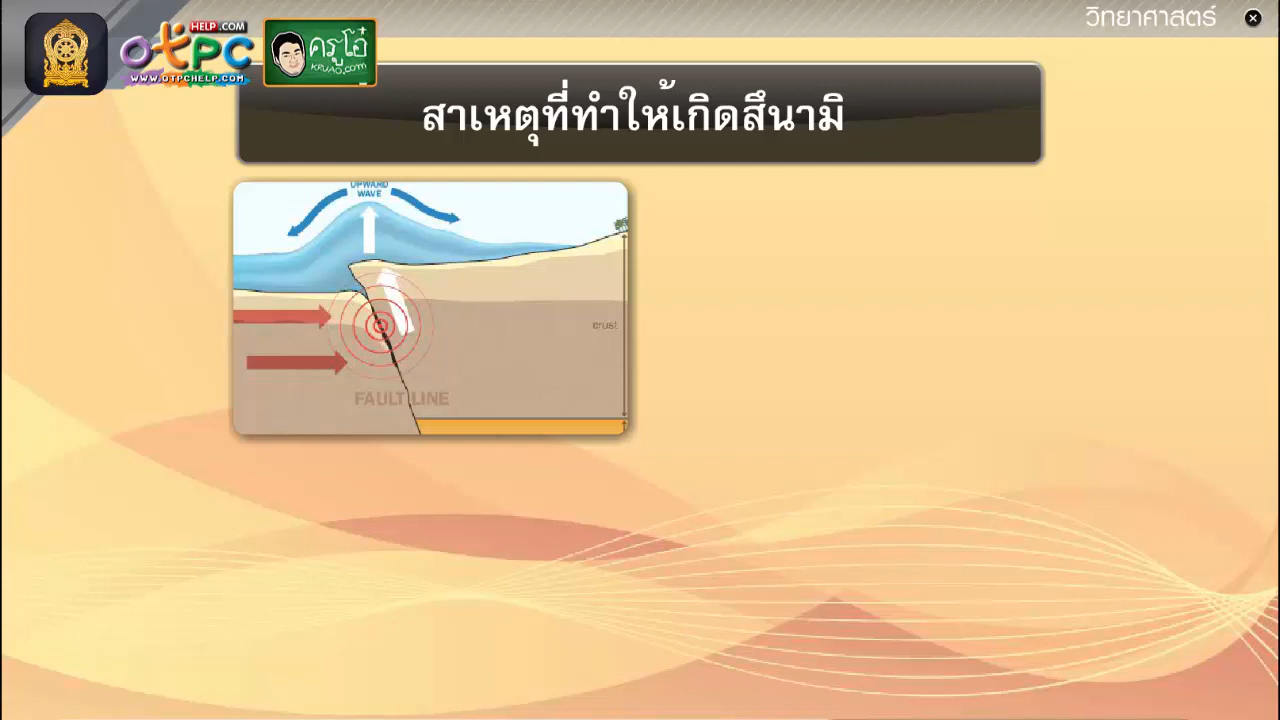 วิทยาศาสตร์
HELP.COM
OTPC
WWW.OTPCHELP.COM
ครูโอ๋
KRUAO.COM
สาเหตุที่ทำให้เกิดสึนามิ
UPWARD
WAVE
crust
FAULT LINE